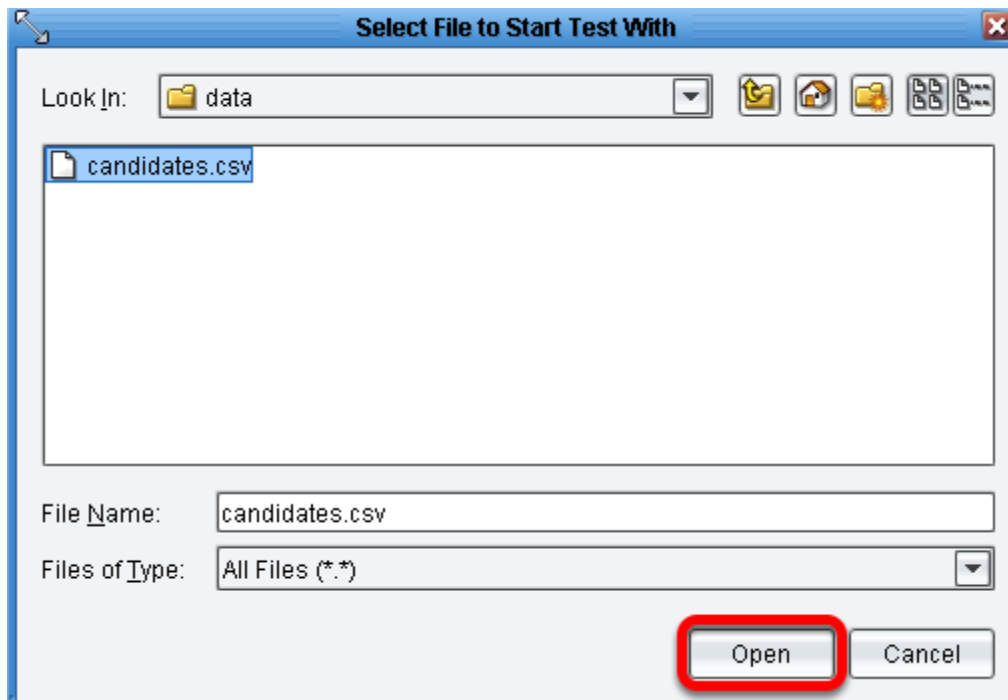 Select File to Start Test With
Look In: data
candidates.csv
File Name: candidates.csv
Files of Type: All Files (*.*)
Open Cancel